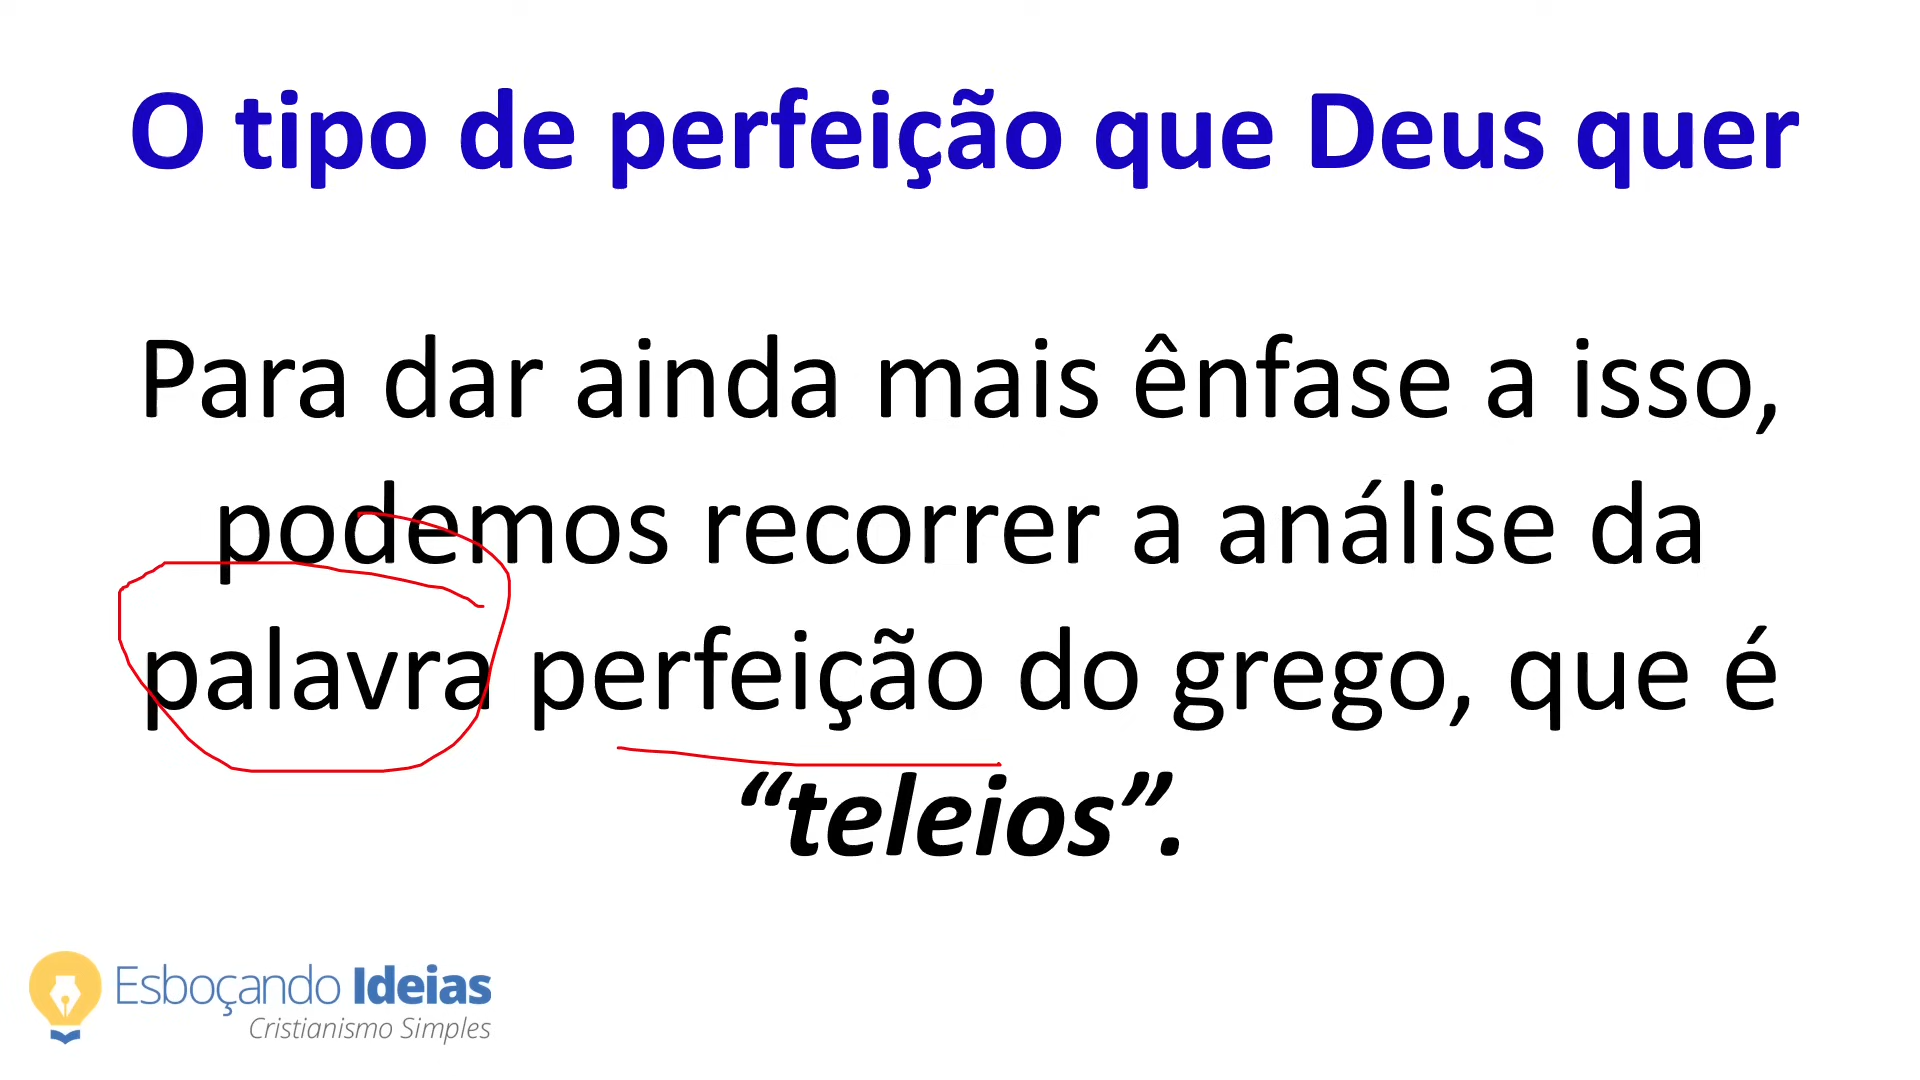 O tipo de perfeição que Deus quer
Para dar ainda mais ênfase a isso,
podemos recorrer a análise da
palavra perfeição do grego, que é
“teleios”.
Esboçando Ideias
Cristianismo Simples